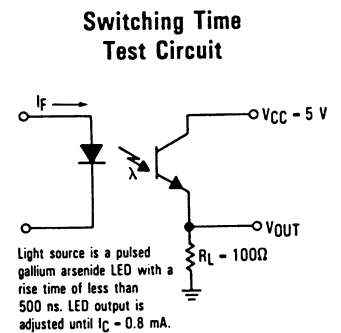 Switching Time
Test Circuit
IF
VCC = 5 V
λ
VOUT
RL = 100Ω
Light source is a pulsed
gallium arsenide LED with a
rise time of less than
500 ns. LED output is
adjusted until IC = 0.8 mA.